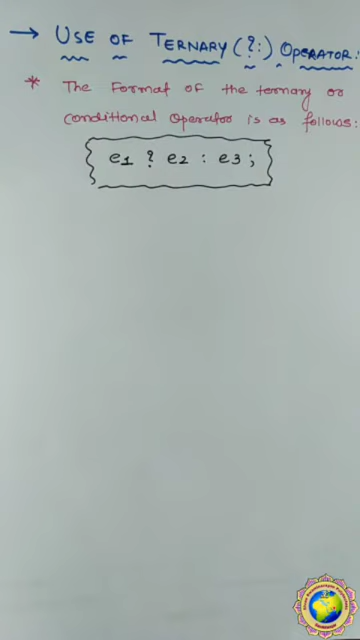 → USE OF TERNARY (?:) OPERATOR:
* The Format of the ternary or
conditional Operator is as follows:
e1 ? e2 : e3 ;